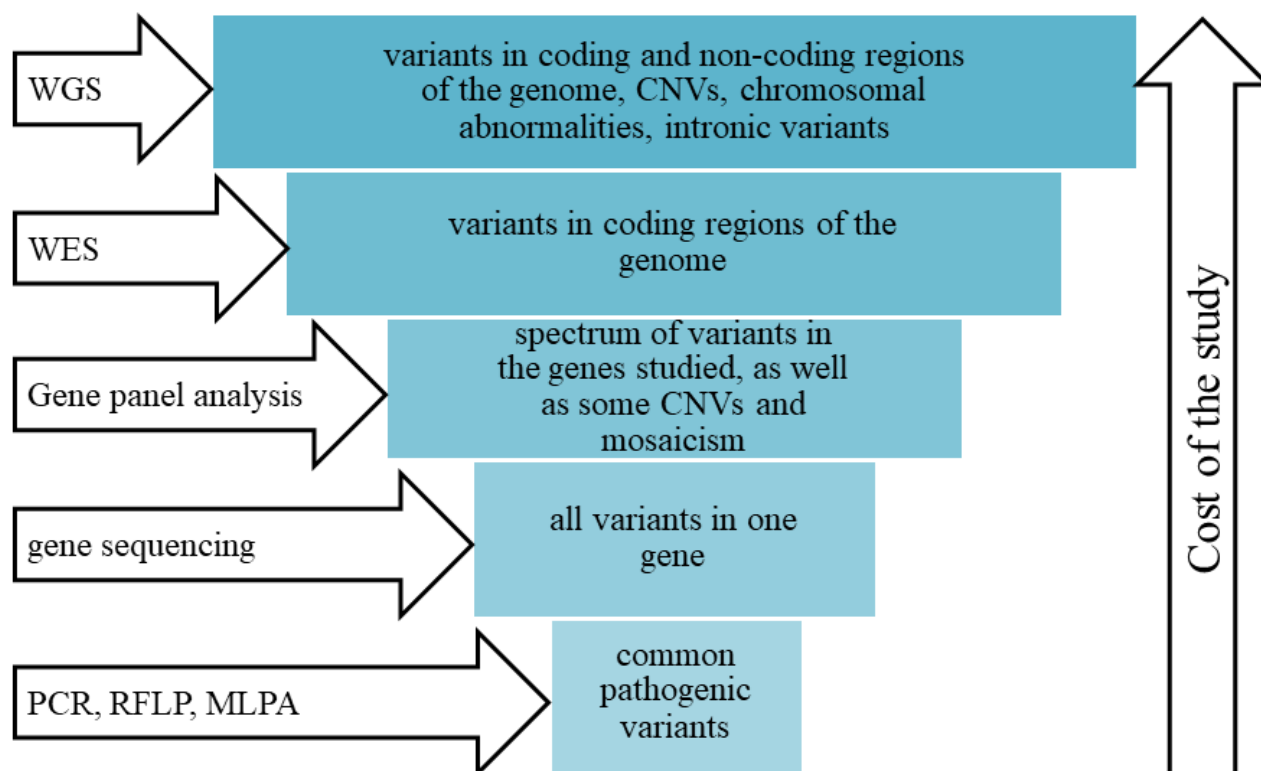 WGS
variants in coding and non-coding regions
of the genome, CNVs, chromosomal
abnormalities, intronic variants
WES
variants in coding regions of the
genome
Gene panel analysis
spectrum of variants in
the genes studied, as well
as some CNVs and
mosaicism
gene sequencing
all variants in one
gene
PCR, RFLP, MLPA
common
pathogenic
variants
Cost of the study